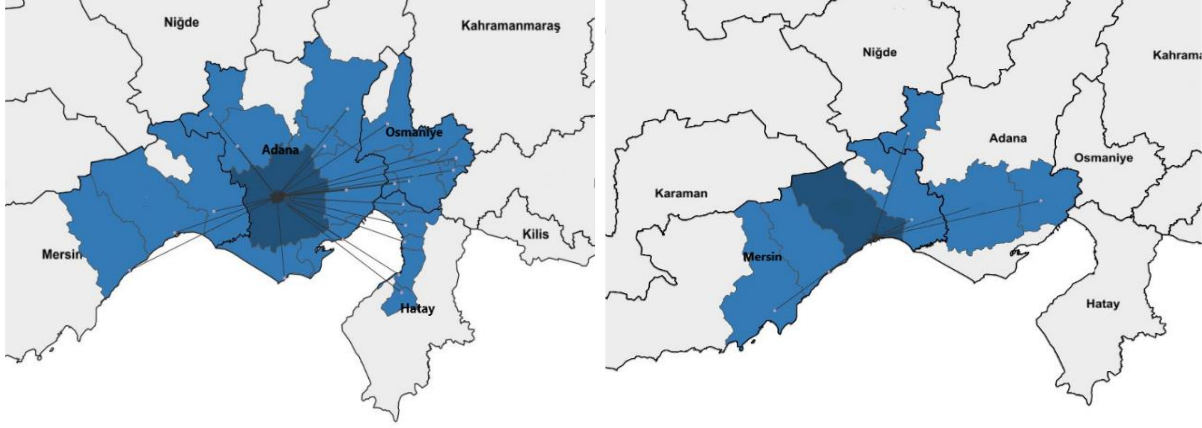 Niğde
Kahramanmaraş
Osmaniye
Adana
Kilis
Mersin
Hatay
Niğde
Kahrama
Adana
Osmaniye
Karaman
Mersin
Hatay